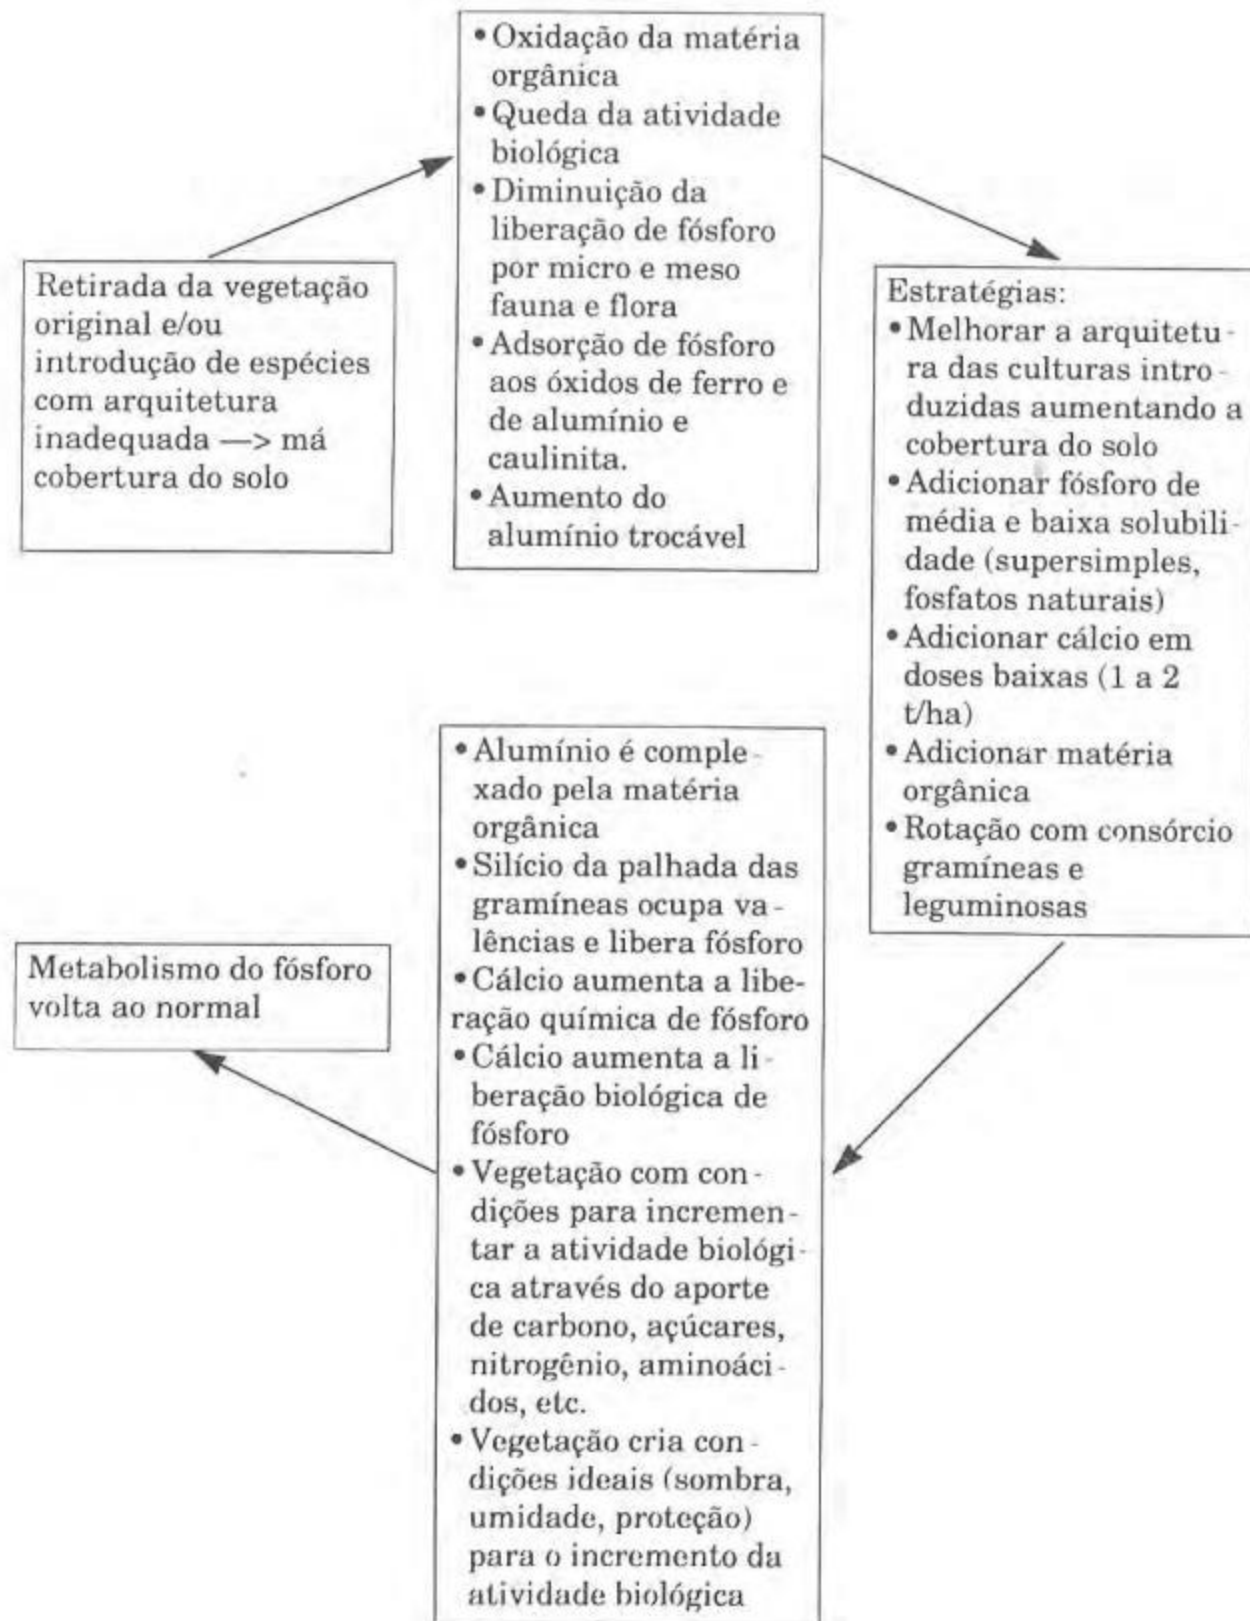 Retirada da vegetação
original e/ou
introdução de espécies
com arquitetura
inadequada —> má
cobertura do solo
• Oxidação da matéria
orgânica
• Queda da atividade
biológica
• Diminuição da
liberação de fósforo
por micro e meso
fauna e flora
• Adsorção de fósforo
aos óxidos de ferro e
de alumínio e
caulinita.
• Aumento do
alumínio trocável
Estratégias:
• Melhorar a arquitetu-
ra das culturas intro-
duzidas aumentando a
cobertura do solo
• Adicionar fósforo de
média e baixa solubili-
dade (supersimples,
fosfatos naturais)
• Adicionar cálcio em
doses baixas (1 a 2
t/ha)
• Adicionar matéria
orgânica
• Rotação com consórcio
gramíneas e
leguminosas
• Alumínio é comple-
xado pela matéria
orgânica
• Silício da palhada das
gramíneas ocupa va-
lências e libera fósforo
• Cálcio aumenta a libe-
ração química de fósforo
• Cálcio aumenta a li-
beração biológica de
fósforo
• Vegetação com con-
dições para incremen-
tar a atividade biológi-
ca através do aporte
de carbono, açúcares,
nitrogênio, aminoáci-
dos, etc.
• Vegetação cria con-
dições ideais (sombra,
umidade, proteção)
para o incremento da
atividade biológica
Metabolismo do fósforo
volta ao normal